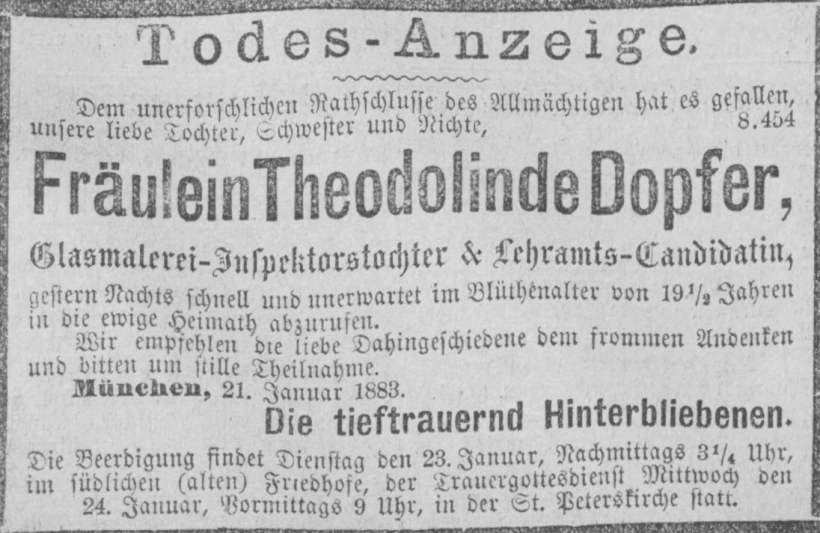 Todes-Anzeige.
Dem unerforschlichen Rathschlusse des Allmächtigen hat es gefallen,
unsere liebe Tochter, Schwester und Nichte, 8.454
Fräulein Theodolinde Dopfer,
Glasmalerei-Inspektorstochter & Lehramts-Candidatin,
gestern Nachts schnell und unerwartet im Blüthenalter von 19½ Jahren
in die ewige Heimath abzurufen.
Wir empfehlen die liebe Dahingeschiedene dem frommen Andenken
und bitten um stille Theilnahme.
München, 21. Januar 1883.
Die tieftrauernd Hinterbliebenen.
Die Beerdigung findet Dienstag den 23. Januar, Nachmittags 3¼ Uhr,
im südlichen (alten) Friedhofe, der Trauergottesdienst Mittwoch den
24. Januar, Vormittags 9 Uhr, in der St. Peterskirche statt.